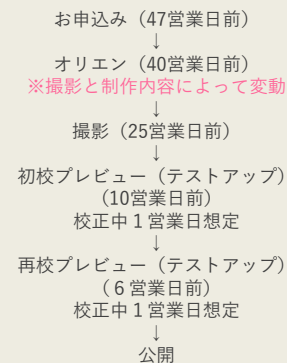 お申込み（47営業日前）
↓
オリエン（40営業日前）
※撮影と制作内容によって変動
↓
撮影（25営業日前）
↓
初校プレビュー（テストアップ）
（10営業日前）
校正中１営業日想定
↓
再校プレビュー（テストアップ）
（６営業日前）
校正中１営業日想定
↓
公開